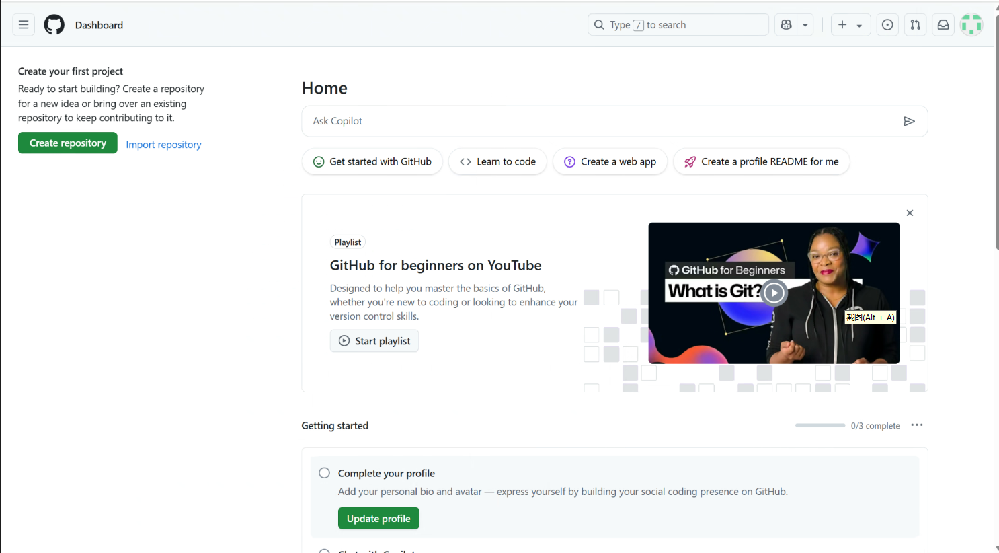 Dashboard
Type / to search
Create your first project
Ready to start building? Create a repository
for a new idea or bring over an existing
repository to keep contributing to it.
Create repository
Import repository
Home
Ask Copilot
Get started with GitHub
Learn to code
Create a web app
Create a profile README for me
Playlist
GitHub for beginners on YouTube
Designed to help you master the basics of GitHub,
whether you're new to coding or looking to enhance your
version control skills.
Start playlist
GitHub for Beginners
What is Git?
截图(Alt + A)
Getting started
0/3 complete
Complete your profile
Add your personal bio and avatar — express yourself by building your social coding presence on GitHub.
Update profile
Chat with Copilot